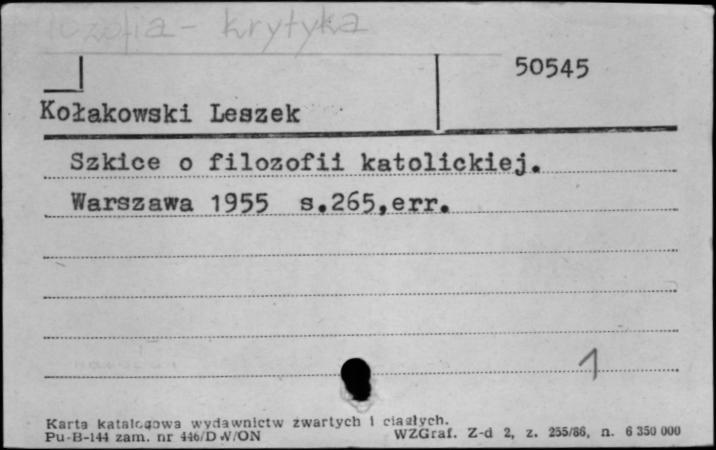 filozofia - krytyka
50545
Kołakowski Leszek
Szkice o filozofii katolickiej.
Warszawa 1955 s.265,err.
1
Karta katalogowa wydawnictw zwartych i ciągłych.
Pu-B-144 zam. nr 446/DW/ON WZGraf. Z-d 2, z. 255/86, n. 6 350 000